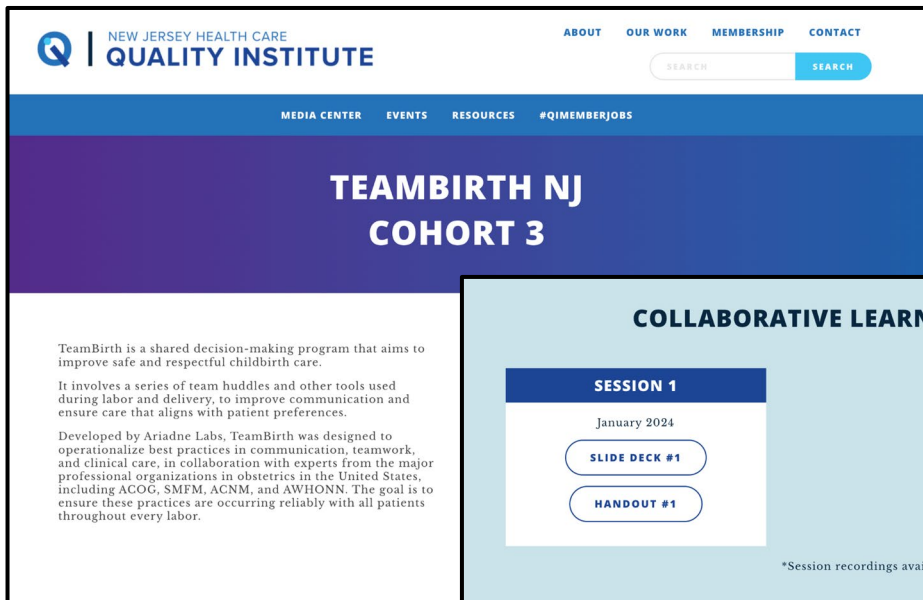 NEW JERSEY HEALTH CARE
QUALITY INSTITUTE
ABOUT OUR WORK MEMBERSHIP CONTACT
SEARCH SEARCH
MEDIA CENTER EVENTS RESOURCES #QIMEMBERJOBS
TEAMBIRTH NJ
COHORT 3
TeamBirth is a shared decision-making program that aims to
improve safe and respectful childbirth care.
It involves a series of team huddles and other tools used
during labor and delivery, to improve communication and
ensure care that aligns with patient preferences.
Developed by Ariadne Labs, TeamBirth was designed to
operationalize best practices in communication, teamwork,
and clinical care, in collaboration with experts from the major
professional organizations in obstetrics in the United States,
including ACOG, SMFM, ACNM, and AWHONN. The goal is to
ensure these practices are occurring reliably with all patients
throughout every labor.
COLLABORATIVE
SESSION 1
January 2024
SLIDE DECK #1
HANDOUT #1
*Session recordings